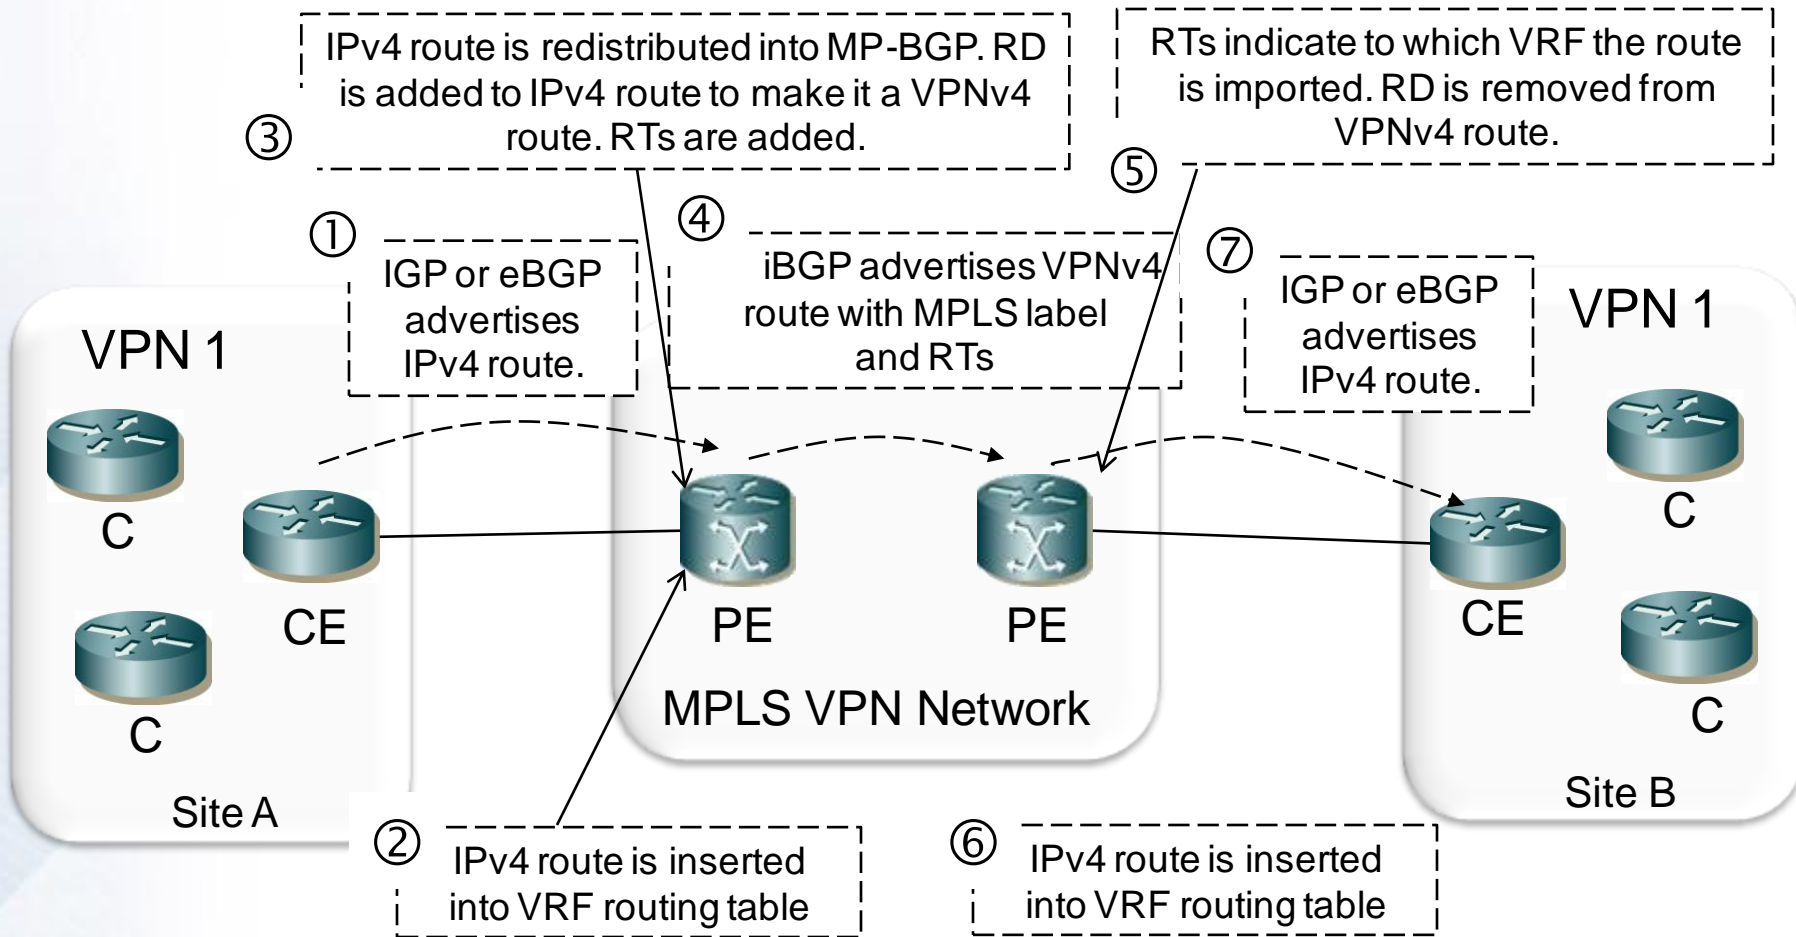 ③
IPv4 route is redistributed into MP-BGP. RD
is added to IPv4 route to make it a VPNv4
route. RTs are added.
⑤
RTs indicate to which VRF the route
is imported. RD is removed from
VPNv4 route.
①
IGP or eBGP
advertises
IPv4 route.
④
iBGP advertises VPNv4
route with MPLS label
and RTs
⑦
IGP or eBGP
advertises
IPv4 route.
VPN 1
C
CE
C
Site A
PE
PE
MPLS VPN Network
VPN 1
C
CE
C
Site B
②
IPv4 route is inserted
into VRF routing table
⑥
IPv4 route is inserted
into VRF routing table